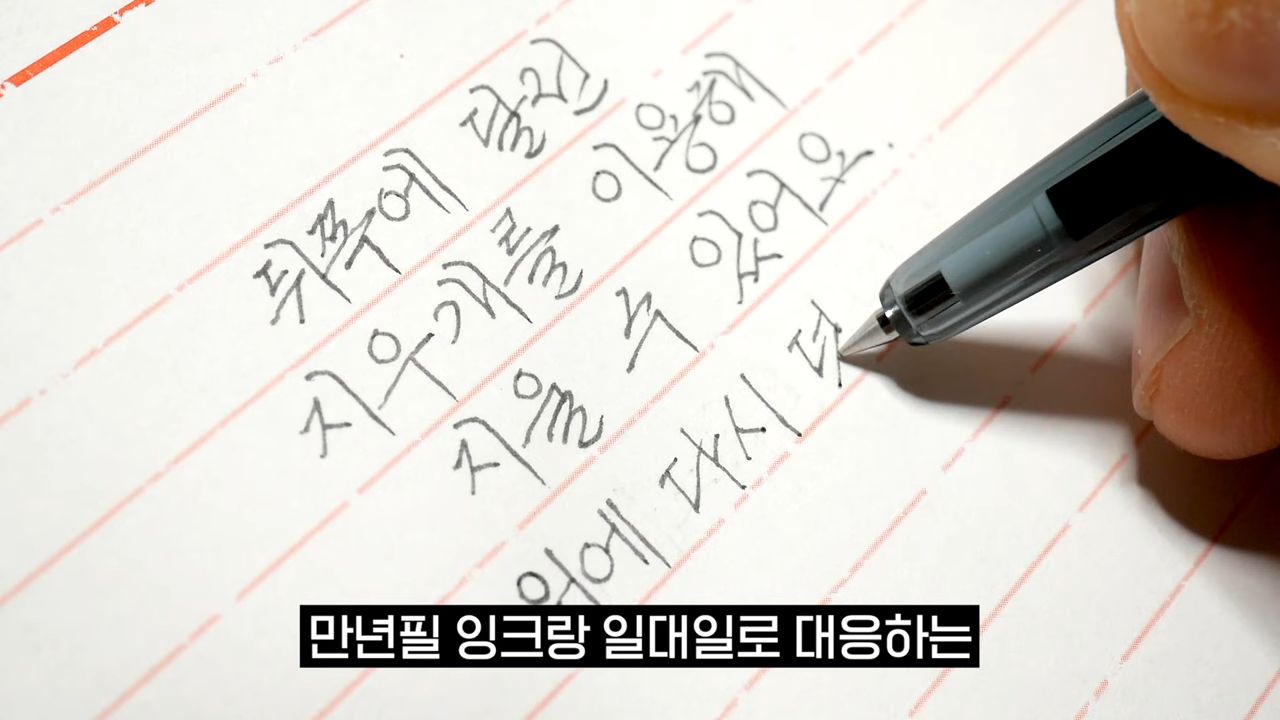 뒤쪽에 달린
지우개를 이용해
지울 수 있어요.
위에 다시
만년필 잉크랑 일대일로 대응하는